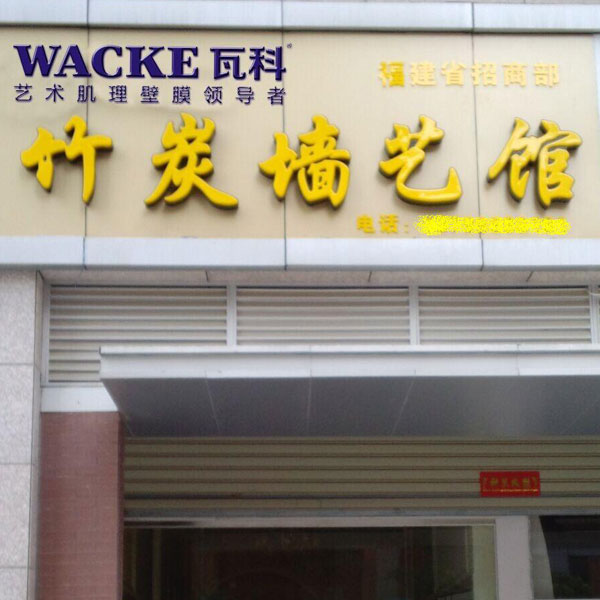 WACKE 瓦科
艺术肌理壁膜领导者
福建省招商部
竹炭墙艺馆
电话: